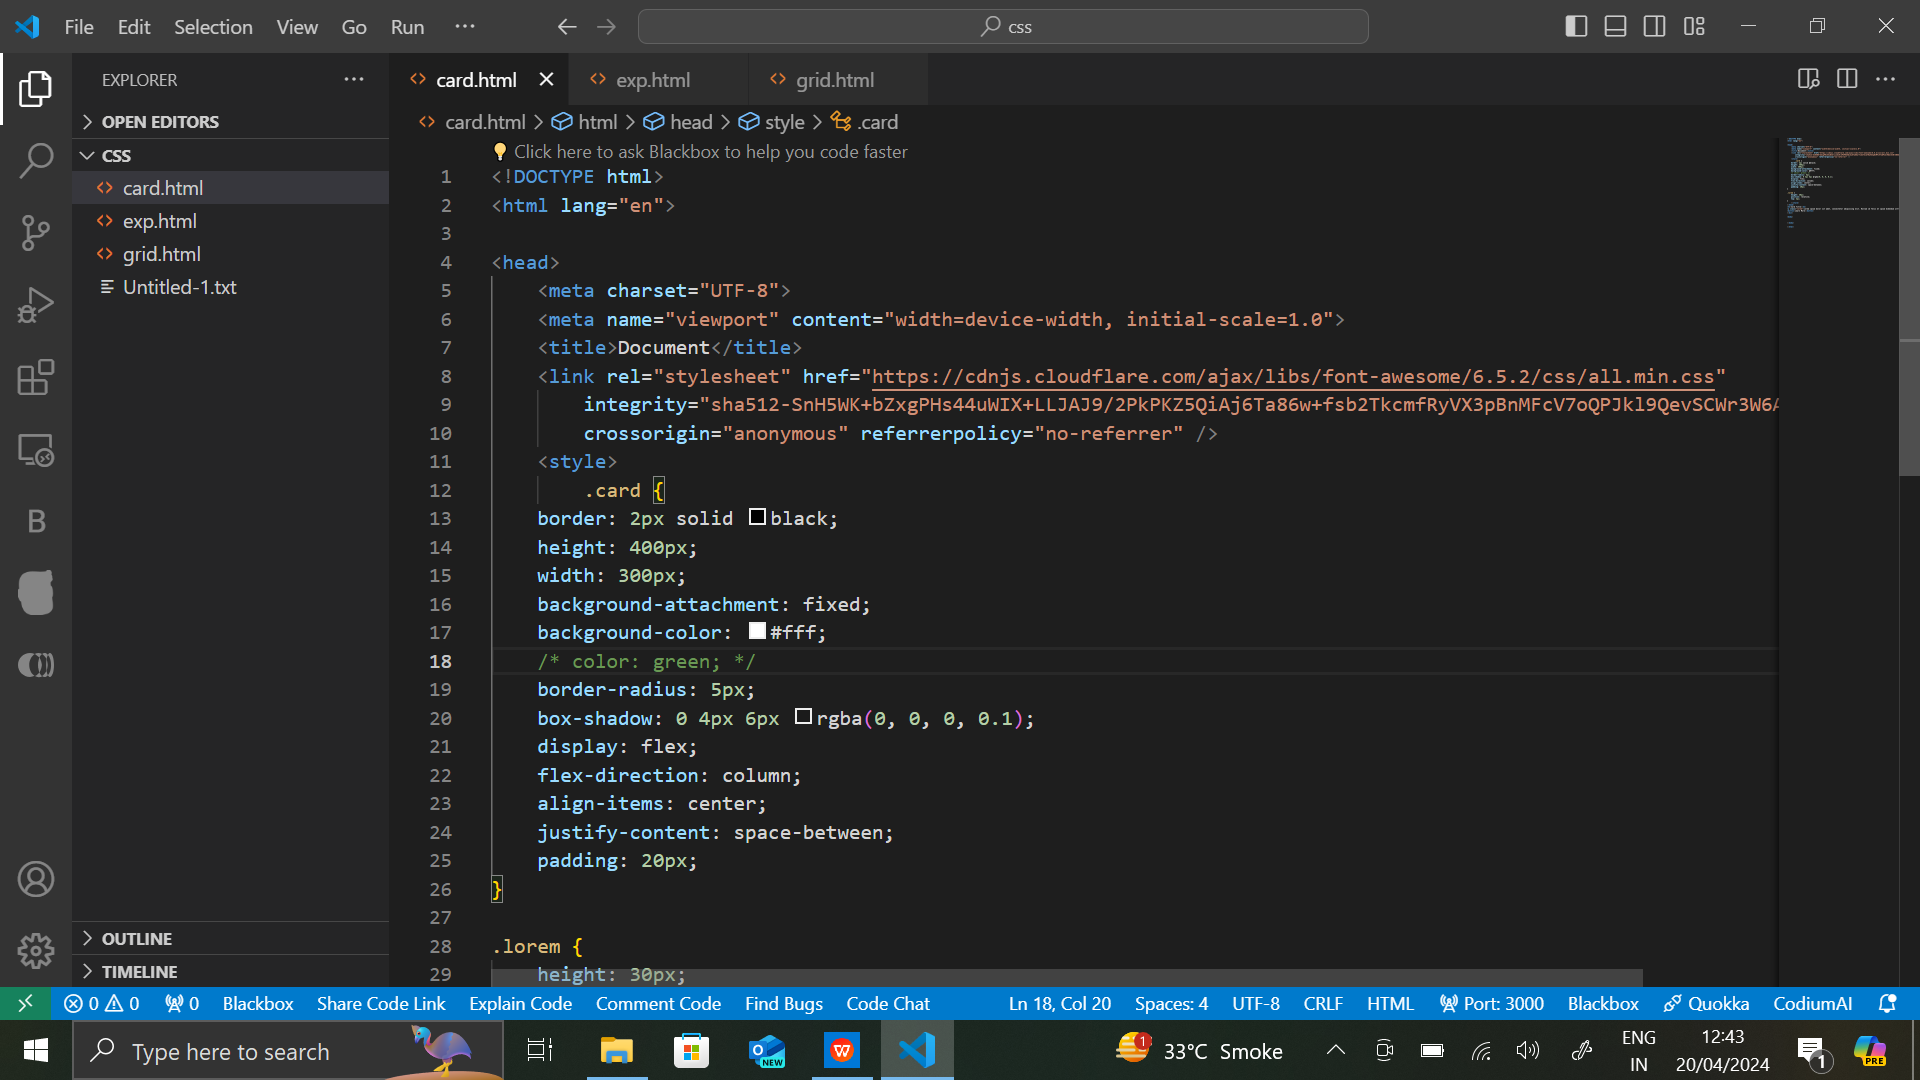 File Edit Selection View Go Run ··· css
EXPLORER ···
OPEN EDITORS
CSS
card.html
exp.html
grid.html
Untitled-1.txt
OUTLINE
TIMELINE
card.html exp.html grid.html
card.html > html > head > style > .card
Click here to ask Blackbox to help you code faster
1 <!DOCTYPE html>
2 <html lang="en">
3
4 <head>
5 <meta charset="UTF-8">
6 <meta name="viewport" content="width=device-width, initial-scale=1.0">
7 <title>Document</title>
8 <link rel="stylesheet" href="https://cdnjs.cloudflare.com/ajax/libs/font-awesome/6.5.2/css/all.min.css"
9 integrity="sha512-SnH5WK+bZxgPHs44uWIX+LLJAJ9/2PkPKZ5QiAj6Ta86w+fsb2TkcmfRyVX3pBnMFcV7oQPJkl9QevSCWr3W6A
10 crossorigin="anonymous" referrerpolicy="no-referrer" />
11 <style>
12 .card {
13 border: 2px solid black;
14 height: 400px;
15 width: 300px;
16 background-attachment: fixed;
17 background-color: #fff;
18 /* color: green; */
19 border-radius: 5px;
20 box-shadow: 0 4px 6px rgba(0, 0, 0, 0.1);
21 display: flex;
22 flex-direction: column;
23 align-items: center;
24 justify-content: space-between;
25 padding: 20px;
26 }
27
28 .lorem {
29 height: 30px;
0 0 0 Blackbox Share Code Link Explain Code Comment Code Find Bugs Code Chat Ln 18, Col 20 Spaces: 4 UTF-8 CRLF HTML Port: 3000 Blackbox Quokka CodiumAI
Type here to search NEW 1 33°C Smoke ENG IN 12:43 20/04/2024 1 PRE